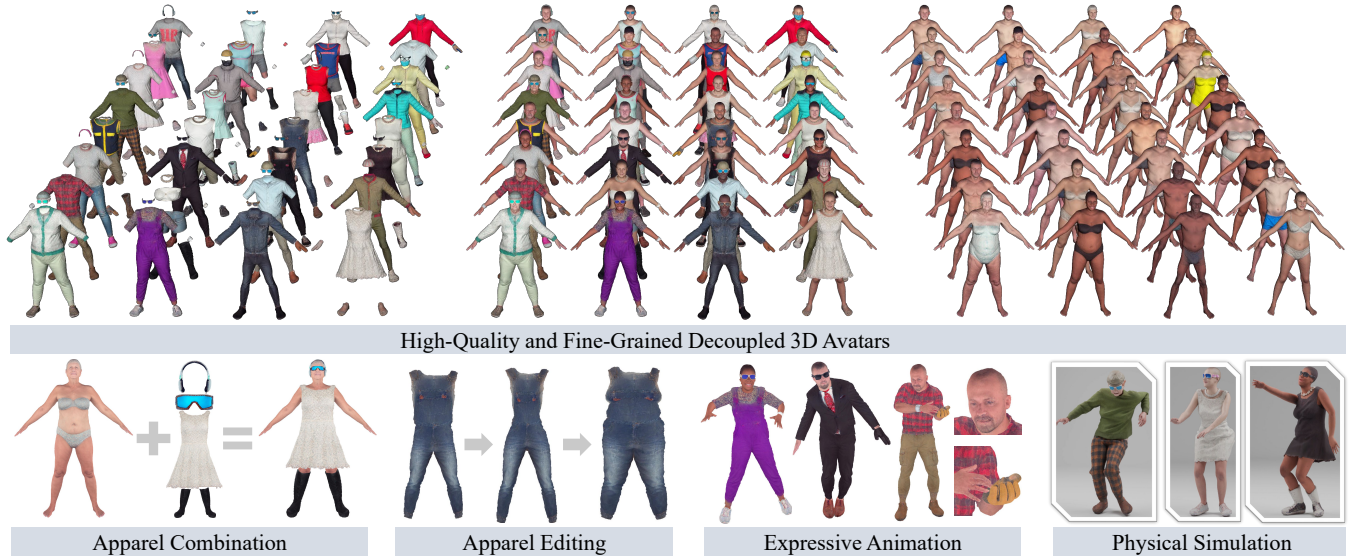 High-Quality and Fine-Grained Decoupled 3D Avatars
Apparel Combination
Apparel Editing
Expressive Animation
Physical Simulation